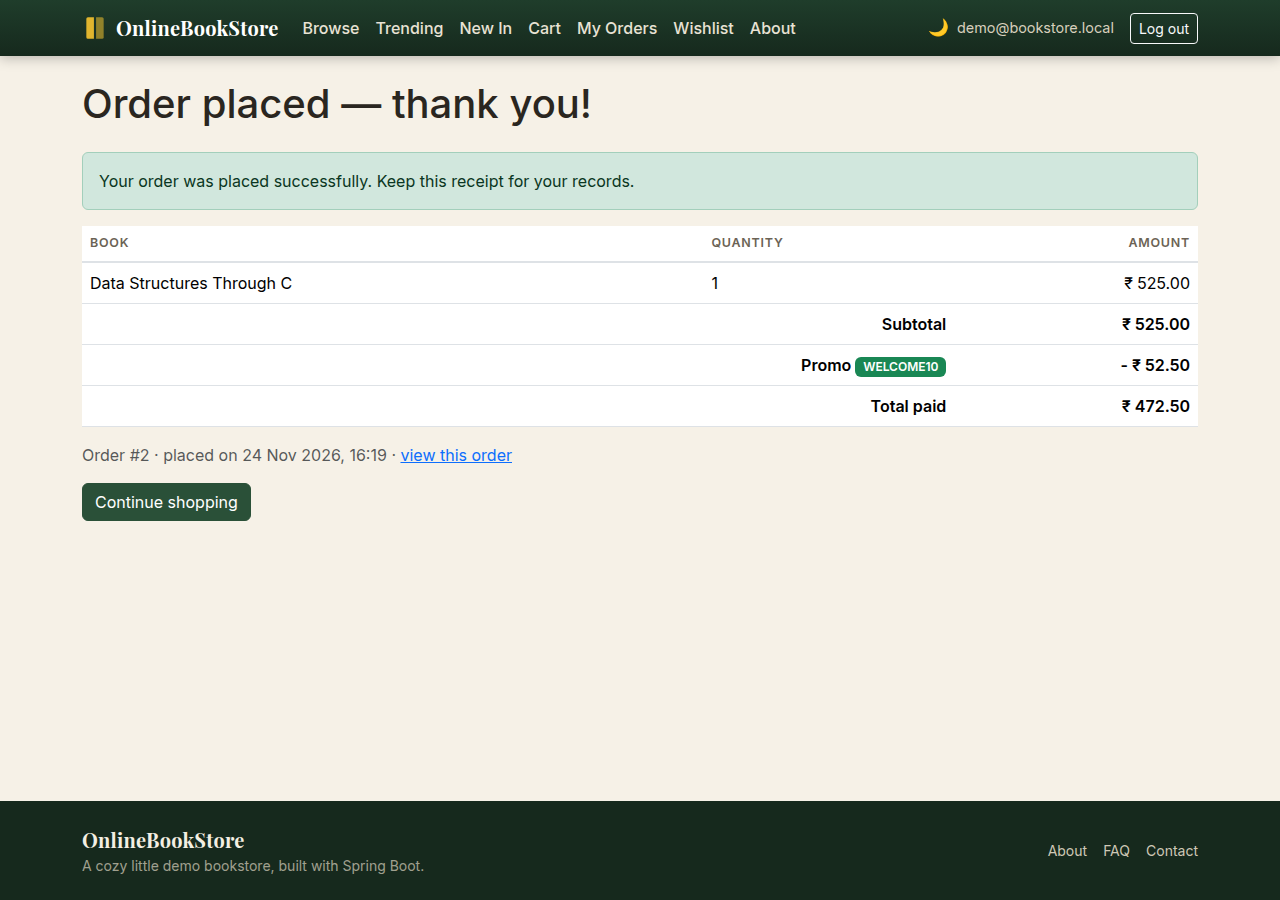 OnlineBookStore Browse Trending New In Cart My Orders Wishlist About demo@bookstore.local Log out
Order placed — thank you!
Your order was placed successfully. Keep this receipt for your records.
BOOK QUANTITY AMOUNT
Data Structures Through C 1 ₹ 525.00
Subtotal ₹ 525.00
Promo WELCOME10 - ₹ 52.50
Total paid ₹ 472.50
Order #2 · placed on 24 Nov 2026, 16:19 · view this order
Continue shopping
OnlineBookStore
A cozy little demo bookstore, built with Spring Boot.
About FAQ Contact